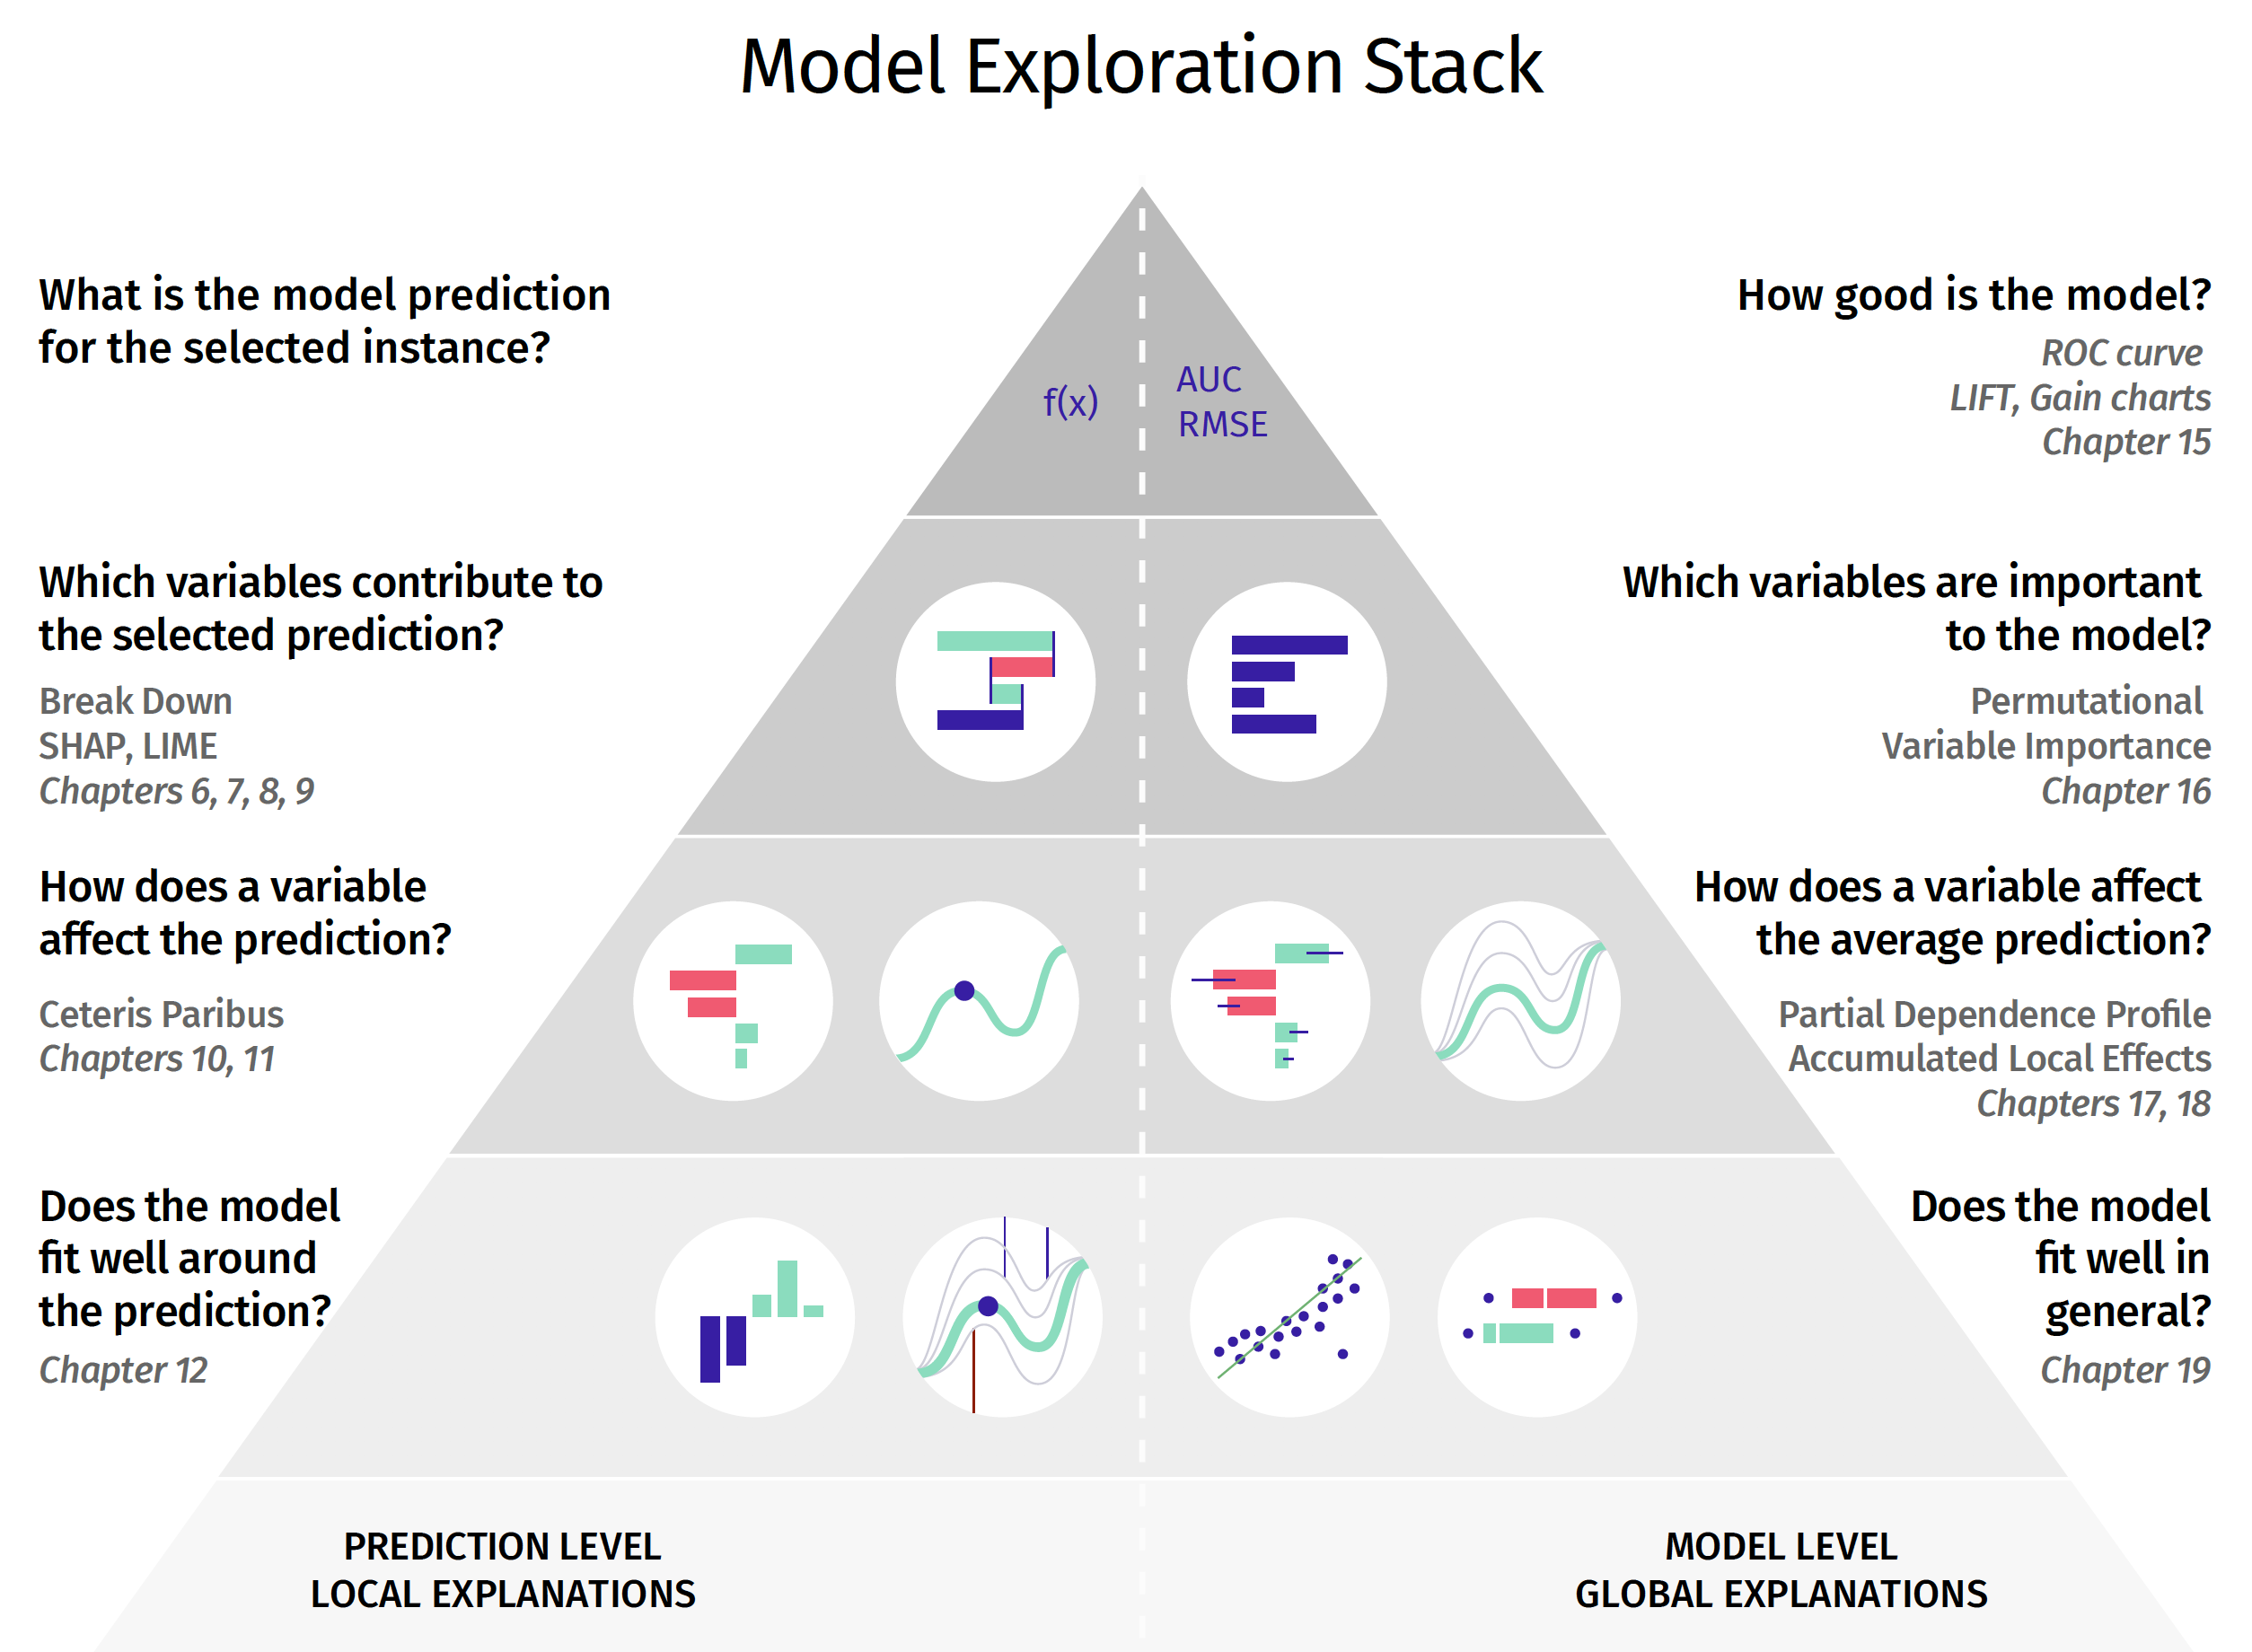 Model Exploration Stack
What is the model prediction
for the selected instance?
f(x)
AUC
RMSE
How good is the model?
ROC curve
LIFT, Gain charts
Chapter 15
Which variables contribute to
the selected prediction?
Break Down
SHAP, LIME
Chapters 6, 7, 8, 9
Which variables are important
to the model?
Permutational
Variable Importance
Chapter 16
How does a variable
affect the prediction?
Ceteris Paribus
Chapters 10, 11
How does a variable affect
the average prediction?
Partial Dependence Profile
Accumulated Local Effects
Chapters 17, 18
Does the model
fit well around
the prediction?
Chapter 12
Does the model
fit well in
general?
Chapter 19
PREDICTION LEVEL
LOCAL EXPLANATIONS
MODEL LEVEL
GLOBAL EXPLANATIONS